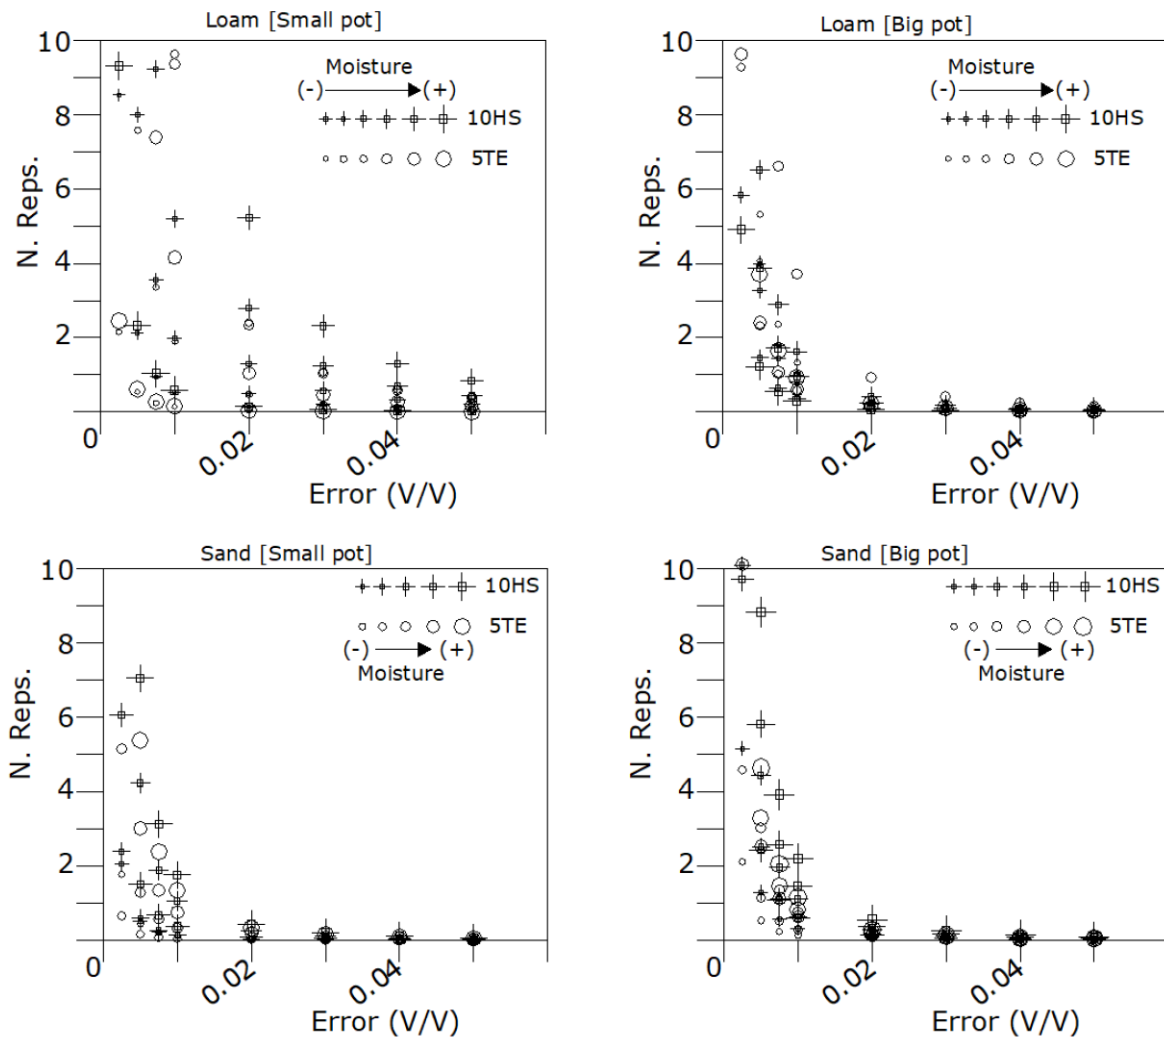 Loam [Small pot]
10
8
6
4
2
0
0.02
0.04
N. Reps.
Error (V/V)
Moisture
(-) (+)
10HS
5TE
Loam [Big pot]
10
8
6
4
2
0
0.02
0.04
N. Reps.
Error (V/V)
Moisture
(-) (+)
10HS
5TE
Sand [Small pot]
10
8
6
4
2
0
0.02
0.04
N. Reps.
Error (V/V)
10HS
5TE
(-) (+)
Moisture
Sand [Big pot]
10
8
6
4
2
0
0.02
0.04
N. Reps.
Error (V/V)
10HS
5TE
(-) (+)
Moisture